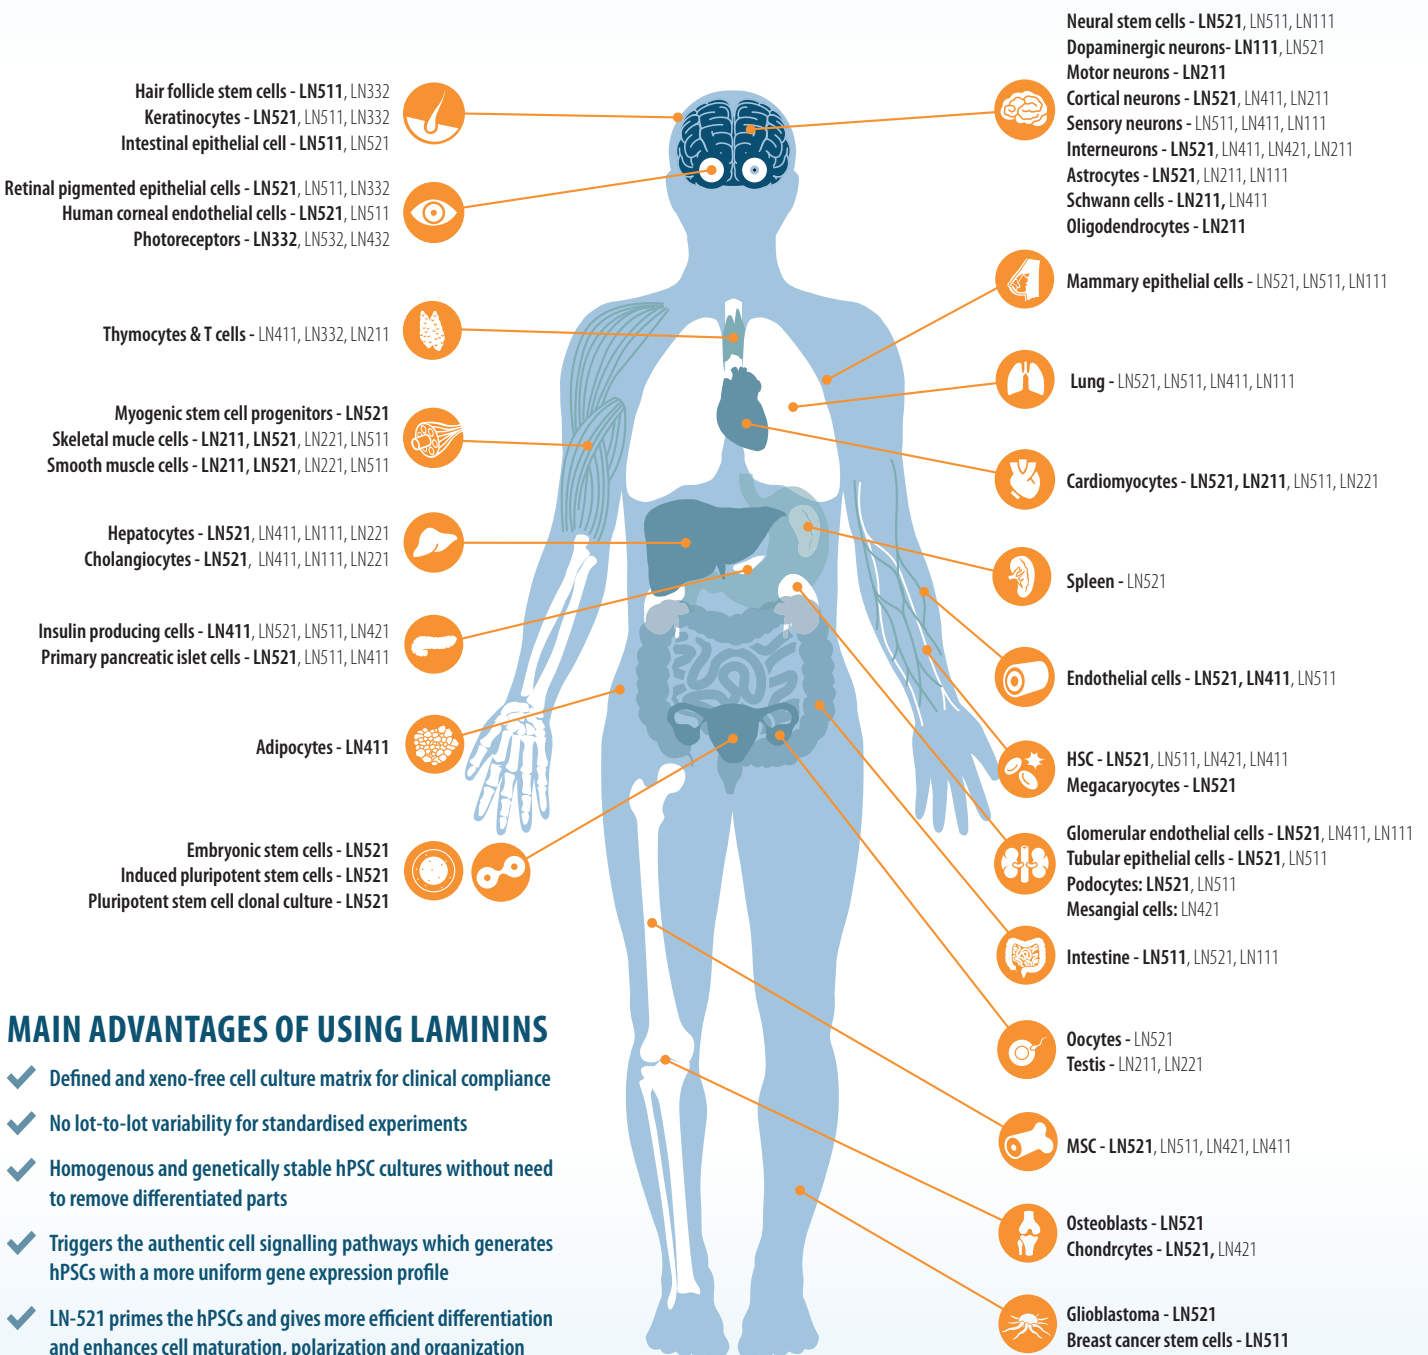 Hair follicle stem cells - LN511, LN332
Keratinocytes - LN521, LN511, LN332
Intestinal epithelial cell - LN511, LN521
Retinal pigmented epithelial cells - LN521, LN511, LN332
Human corneal endothelial cells - LN521, LN511
Photoreceptors - LN332, LN532, LN432
Thymocytes & T cells - LN411, LN332, LN211
Myogenic stem cell progenitors - LN521
Skeletal mucle cells - LN211, LN521, LN221, LN511
Smooth muscle cells - LN211, LN521, LN221, LN511
Hepatocytes - LN521, LN411, LN111, LN221
Cholangiocytes - LN521, LN411, LN111, LN221
Insulin producing cells - LN411, LN521, LN511, LN421
Primary pancreatic islet cells - LN521, LN511, LN411
Adipocytes - LN411
Embryonic stem cells - LN521
Induced pluripotent stem cells - LN521
Pluripotent stem cell clonal culture - LN521
MAIN ADVANTAGES OF USING LAMININS
Defined and xeno-free cell culture matrix for clinical compliance
No lot-to-lot variability for standardised experiments
Homogenous and genetically stable hPSC cultures without need
to remove differentiated parts
Triggers the authentic cell signalling pathways which generates
hPSCs with a more uniform gene expression profile
LN-521 primes the hPSCs and gives more efficient differentiation
and enhances cell maturation, polarization and organization
Neural stem cells - LN521, LN511, LN111
Dopaminergic neurons- LN111, LN521
Motor neurons - LN211
Cortical neurons - LN521, LN411, LN211
Sensory neurons - LN511, LN411, LN111
Interneurons - LN521, LN411, LN421, LN211
Astrocytes - LN521, LN211, LN111
Schwann cells - LN211, LN411
Oligodendrocytes - LN211
Mammary epithelial cells - LN521, LN511, LN111
Lung - LN521, LN511, LN411, LN111
Cardiomyocytes - LN521, LN211, LN511, LN221
Spleen - LN521
Endothelial cells - LN521, LN411, LN511
HSC - LN521, LN511, LN421, LN411
Megacaryocytes - LN521
Glomerular endothelial cells - LN521, LN411, LN111
Tubular epithelial cells - LN521, LN511
Podocytes: LN521, LN511
Mesangial cells: LN421
Intestine - LN511, LN521, LN111
Oocytes - LN521
Testis - LN211, LN221
MSC - LN521, LN511, LN421, LN411
Osteoblasts - LN521
Chondrcytes - LN521, LN421
Glioblastoma - LN521
Breast cancer stem cells - LN511